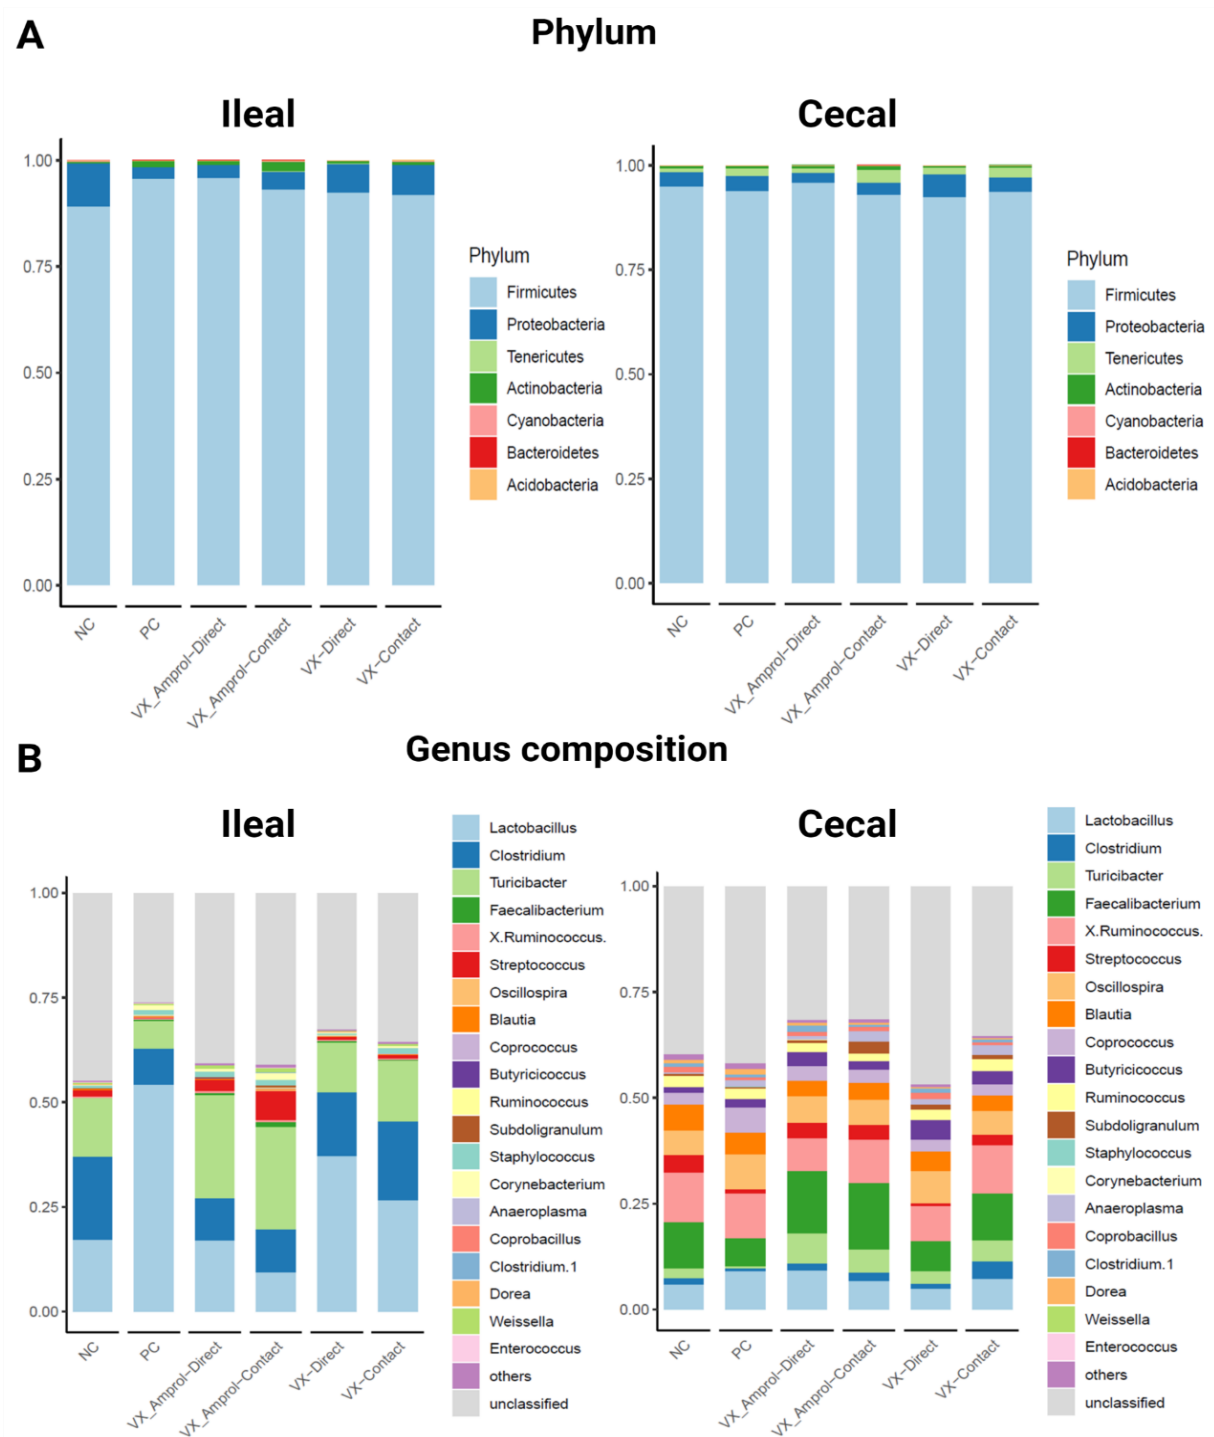 A
Phylum
Ileal
1.00
0.75
0.50
0.25
0.00
NC
PC
VX_Amprol-Direct
VX_Amprol-Contact
VX-Direct
VX-Contact
Phylum
Firmicutes
Proteobacteria
Tenericutes
Actinobacteria
Cyanobacteria
Bacteroidetes
Acidobacteria
Cecal
1.00
0.75
0.50
0.25
0.00
NC
PC
VX_Amprol-Direct
VX_Amprol-Contact
VX-Direct
VX-Contact
Phylum
Firmicutes
Proteobacteria
Tenericutes
Actinobacteria
Cyanobacteria
Bacteroidetes
Acidobacteria
B
Genus composition
Ileal
1.00
0.75
0.50
0.25
0.00
NC
PC
VX_Amprol-Direct
VX_Amprol-Contact
VX-Direct
VX-Contact
Lactobacillus
Clostridium
Turicibacter
Faecalibacterium
X.Ruminococcus.
Streptococcus
Oscillospira
Blautia
Coprococcus
Butyricicoccus
Ruminococcus
Subdoligranulum
Staphylococcus
Corynebacterium
Anaeroplasma
Coprobacillus
Clostridium.1
Dorea
Weissella
Enterococcus
others
unclassified
Cecal
1.00
0.75
0.50
0.25
0.00
NC
PC
VX_Amprol-Direct
VX_Amprol-Contact
VX-Direct
VX-Contact
Lactobacillus
Clostridium
Turicibacter
Faecalibacterium
X.Ruminococcus.
Streptococcus
Oscillospira
Blautia
Coprococcus
Butyricicoccus
Ruminococcus
Subdoligranulum
Staphylococcus
Corynebacterium
Anaeroplasma
Coprobacillus
Clostridium.1
Dorea
Weissella
Enterococcus
others
unclassified